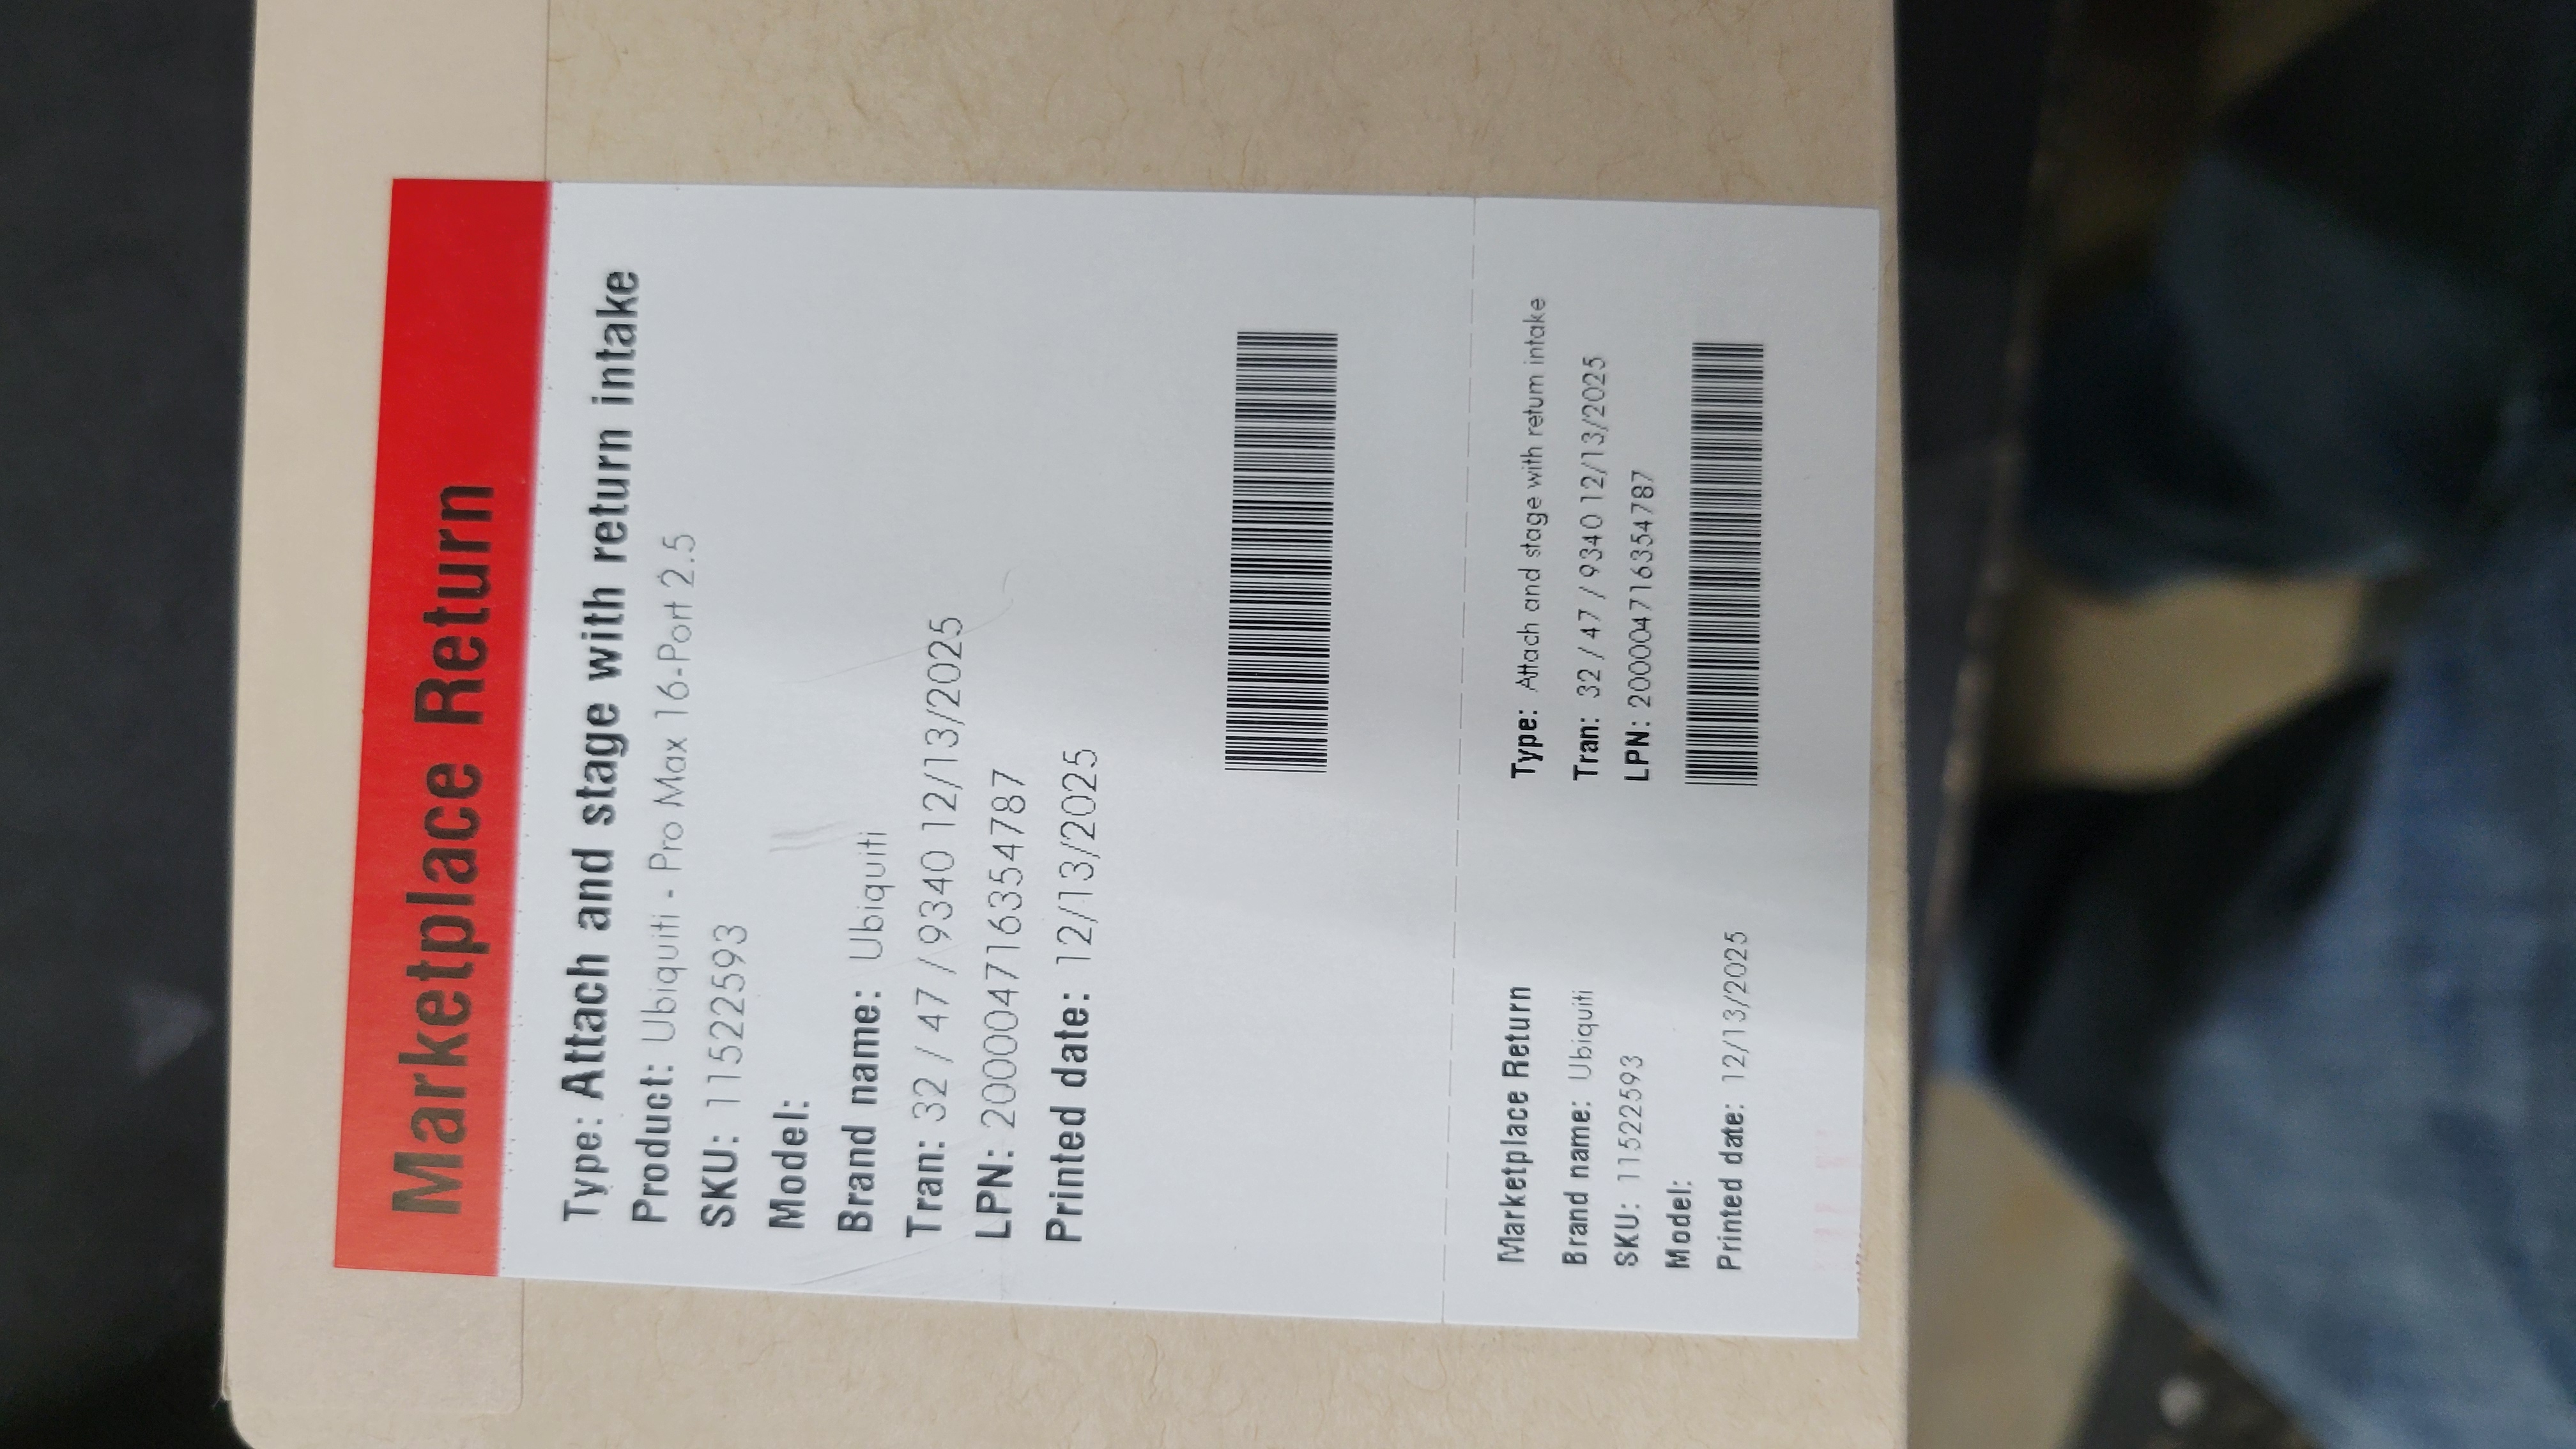 Marketplace Return
Type: Attach and stage with return intake
Product: Ubiquiti - Pro Max 16-Port 2.5
SKU: 11522593
Model:
Brand name: Ubiquiti
Tran: 32 / 47 / 9340 12/13/2025
LPN: 2000047163547​87
Printed date: 12/13/2025
Marketplace Return
Brand name: Ubiquiti
SKU: 11522593
Model:
Printed date: 12/13/2025
Type: Attach and stage with return intake
Tran: 32 / 47 / 9340 12/13/2025
LPN: 200004716354787